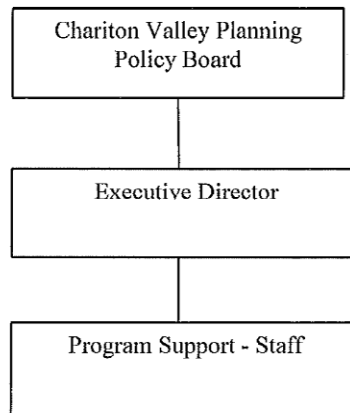 Chariton Valley Planning
Policy Board
Executive Director
Program Support - Staff